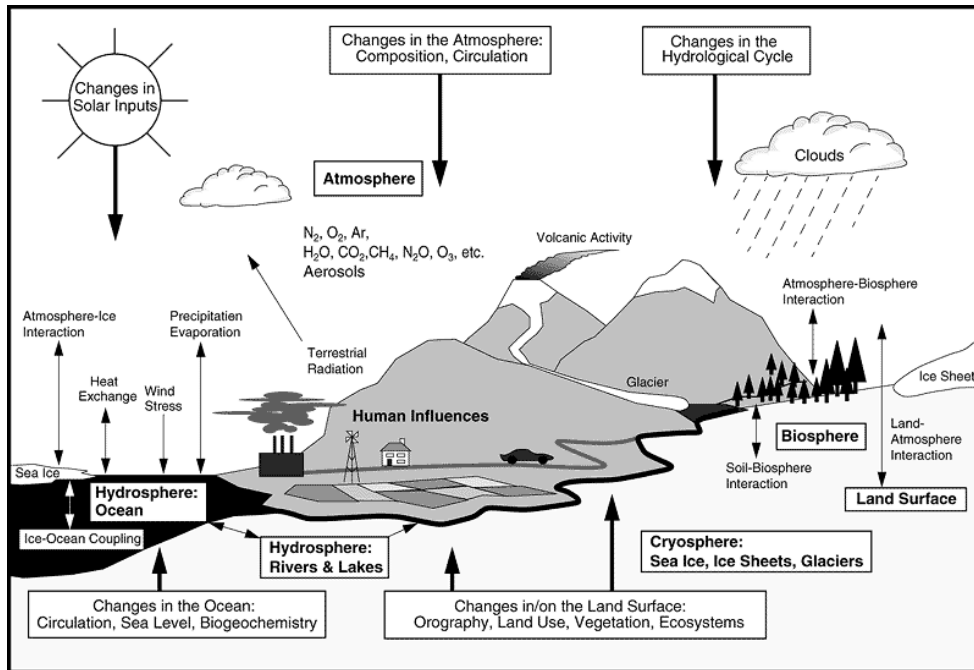 Changes in the Atmosphere:
Composition, Circulation
Changes in the
Hydrological Cycle
Changes in
Solar Inputs
Clouds
Atmosphere
N₂, O₂, Ar,
H₂O, CO₂,CH₄, N₂O, O₃, etc.
Aerosols
Volcanic Activity
Atmosphere-Biosphere
Interaction
Atmosphere-Ice
Interaction
Precipitation
Evaporation
Terrestrial
Radiation
Heat
Exchange
Wind
Stress
Glacier
Ice Sheet
Human Influences
Biosphere
Land-
Atmosphere
Interaction
Soil-Biosphere
Interaction
Sea Ice
Hydrosphere:
Ocean
Land Surface
Ice-Ocean Coupling
Hydrosphere:
Rivers & Lakes
Cryosphere:
Sea Ice, Ice Sheets, Glaciers
Changes in the Ocean:
Circulation, Sea Level, Biogeochemistry
Changes in/on the Land Surface:
Orography, Land Use, Vegetation, Ecosystems